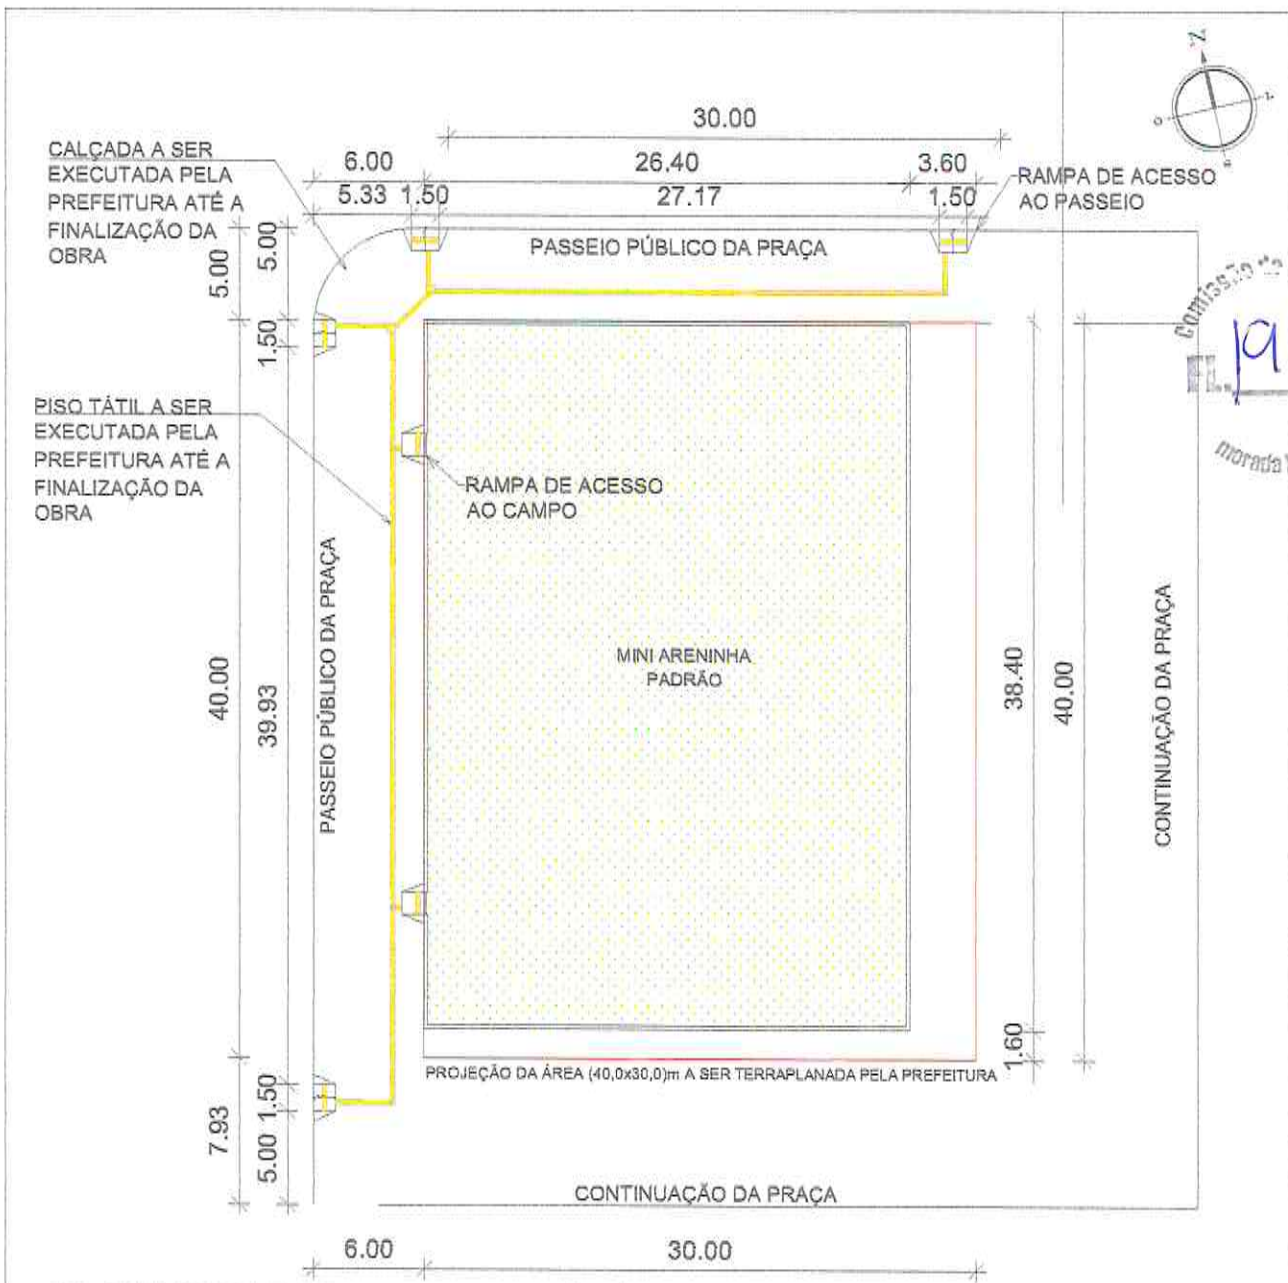 30.00
CALÇADA A SER
EXECUTADA PELA
PREFEITURA ATÉ A
FINALIZAÇÃO DA
OBRA
6.00
26.40
3.60
5.33
1.50
27.17
1.50
RAMPA DE ACESSO
AO PASSEIO
N
PASSEIO PÚBLICO DA PRAÇA
5.00
5.00
1.50
Comissão de
Fl. 19
morada
PISO TÁTIL A SER
EXECUTADA PELA
PREFEITURA ATÉ A
FINALIZAÇÃO DA
OBRA
RAMPA DE ACESSO
AO CAMPO
PASSEIO PÚBLICO DA PRAÇA
40.00
39.93
MINI ARENINHA
PADRÃO
38.40
40.00
CONTINUAÇÃO DA PRAÇA
1.60
PROJEÇÃO DA ÁREA (40,0x30,0)m A SER TERRAPLANADA PELA PREFEITURA
7.93
1.50
5.00
CONTINUAÇÃO DA PRAÇA
6.00
30.00